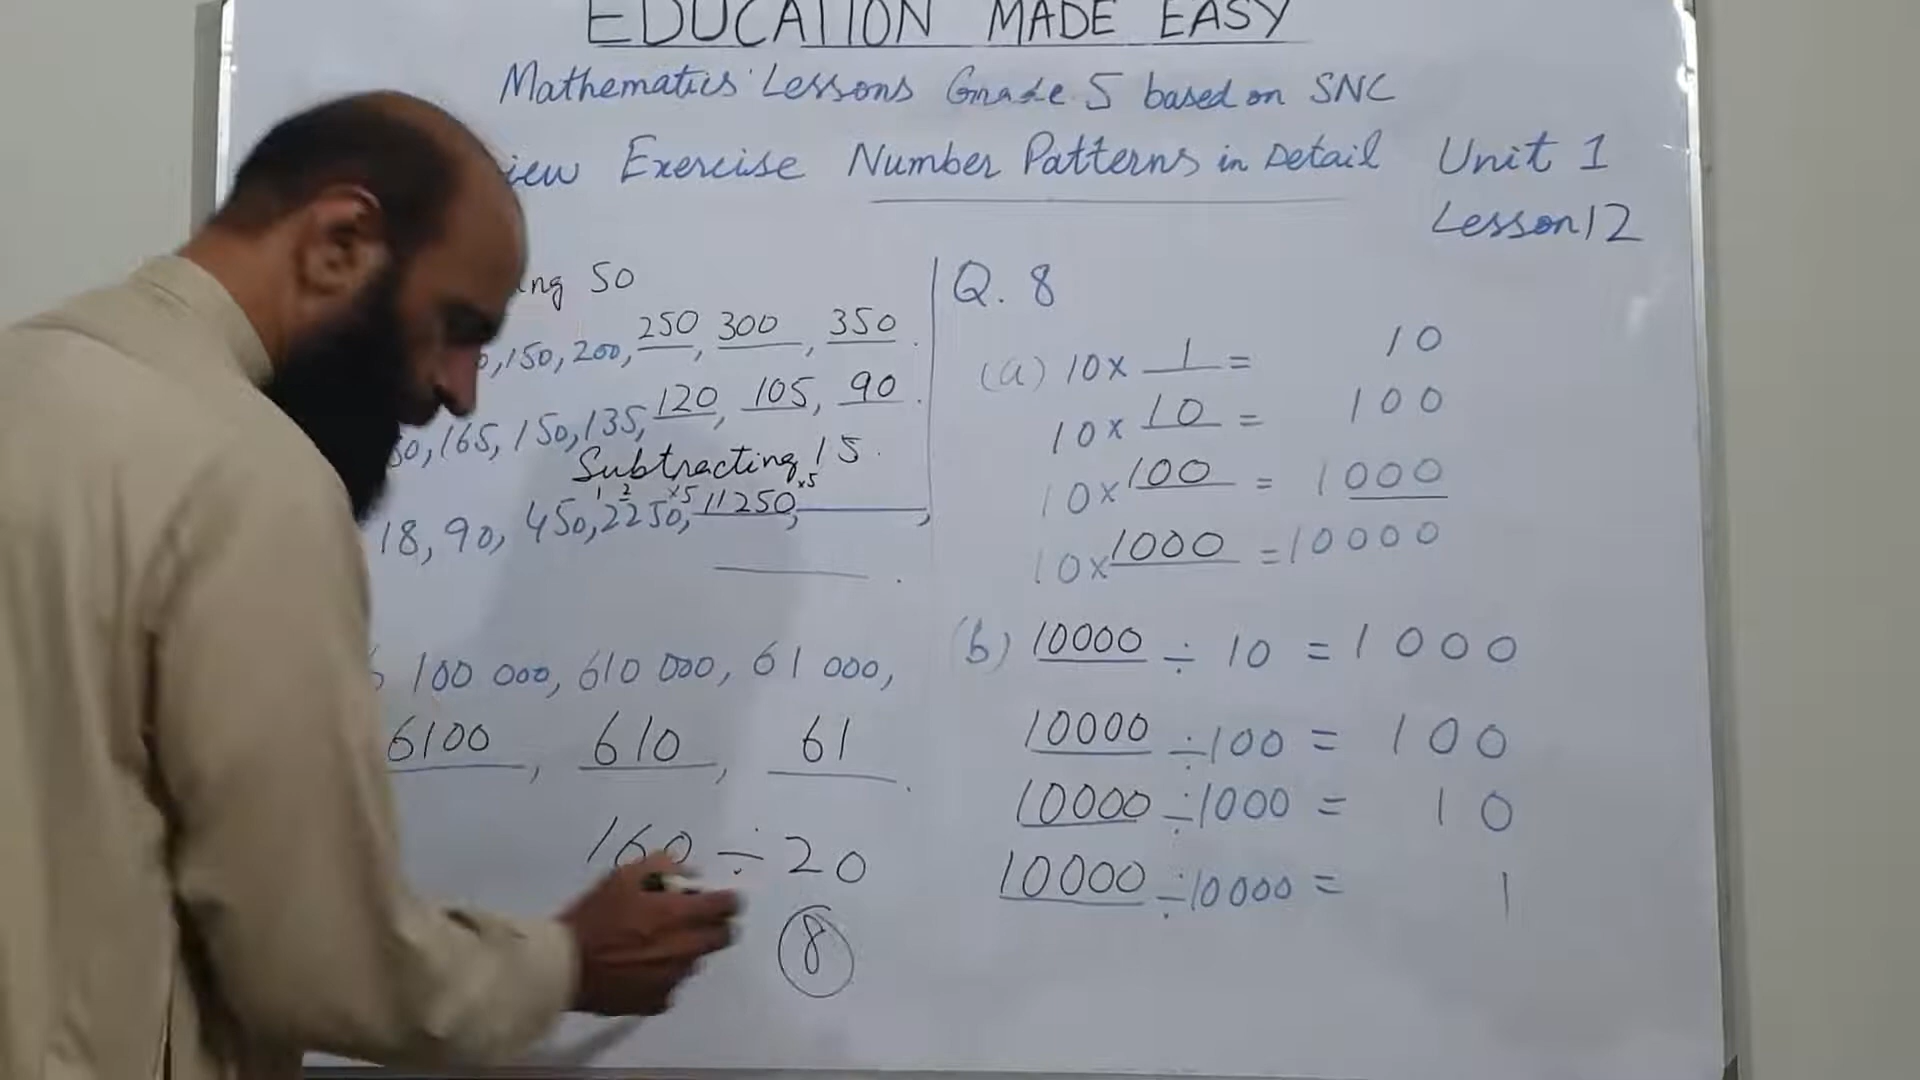 EDUCATION MADE EASY
Mathematics Lessons Grade 5 based on SNC
Exercise Number Patterns in Detail Unit 1
Lesson 12
50
,150, 200, 250, 300, 350.
,165, 150, 135, 120, 105, 90.
Subtracting 15.
1 2 x5 x5
18, 90, 450, 2250, 11250, ______,
______.
100 000, 610 000, 61 000,
6100, 610, 61.
160 ÷ 20
8
Q. 8
(a) 10 x 1 = 10
10 x 10 = 100
10 x 100 = 1000
10 x 1000 = 10000
(b) 10000 ÷ 10 = 1000
10000 ÷ 100 = 100
10000 ÷ 1000 = 10
10000 ÷ 10000 = 1